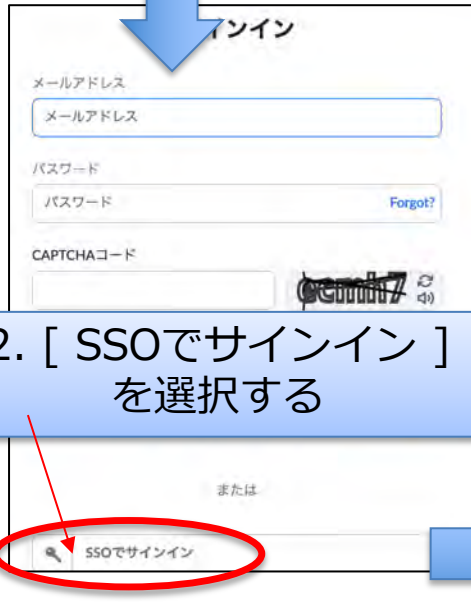 インイン
メールアドレス
メールアドレス
パスワード
パスワード Forgot?
CAPTCHAコード
2. [ SSOでサインイン ]
を選択する
または
SSOでサインイン